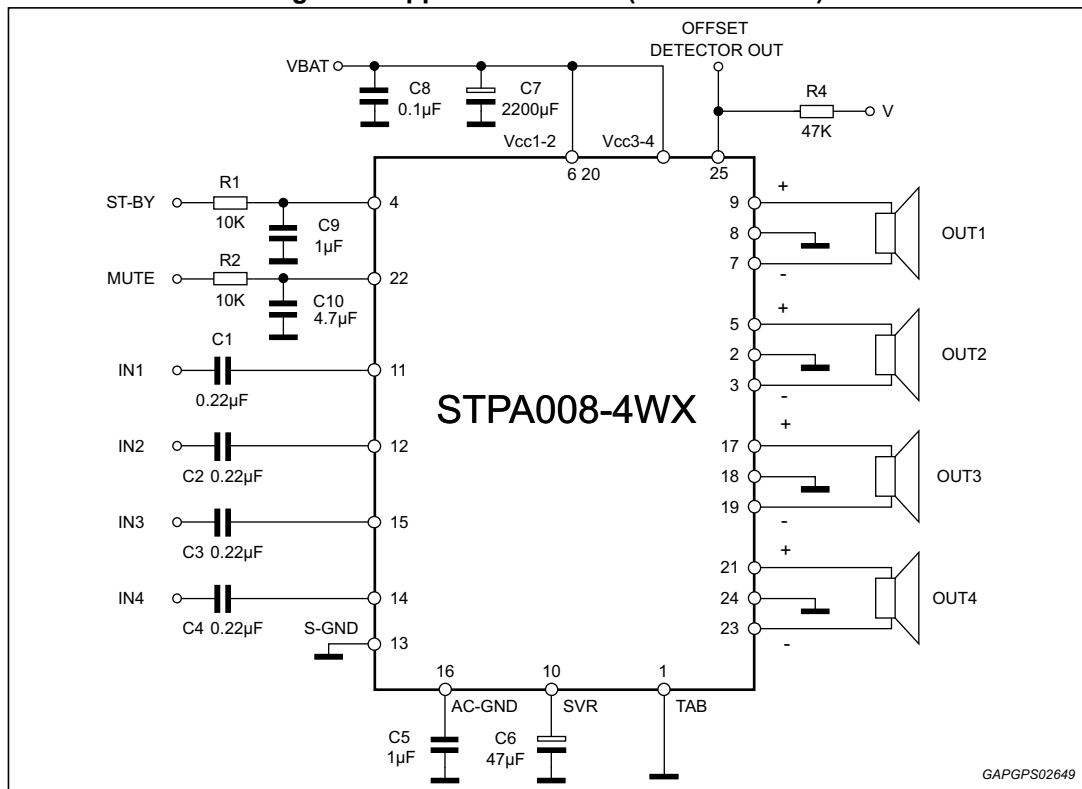 OFFSET
DETECTOR OUT
VBAT
C8
0.1µF
C7
2200µF
R4
47K
V
Vcc1-2
Vcc3-4
6 20
25
ST-BY
R1
10K
4
C9
1µF
MUTE
R2
10K
22
C10
4.7µF
IN1
C1
0.22µF
11
IN2
C2 0.22µF
12
IN3
C3 0.22µF
15
IN4
C4 0.22µF
14
S-GND
13
STPA008-4WX
9
+
8
7
-
OUT1
5
+
2
3
-
OUT2
17
+
18
19
-
OUT3
21
+
24
23
-
OUT4
16
AC-GND
10
SVR
1
TAB
C5
1µF
C6
47µF
GAPGPS02649